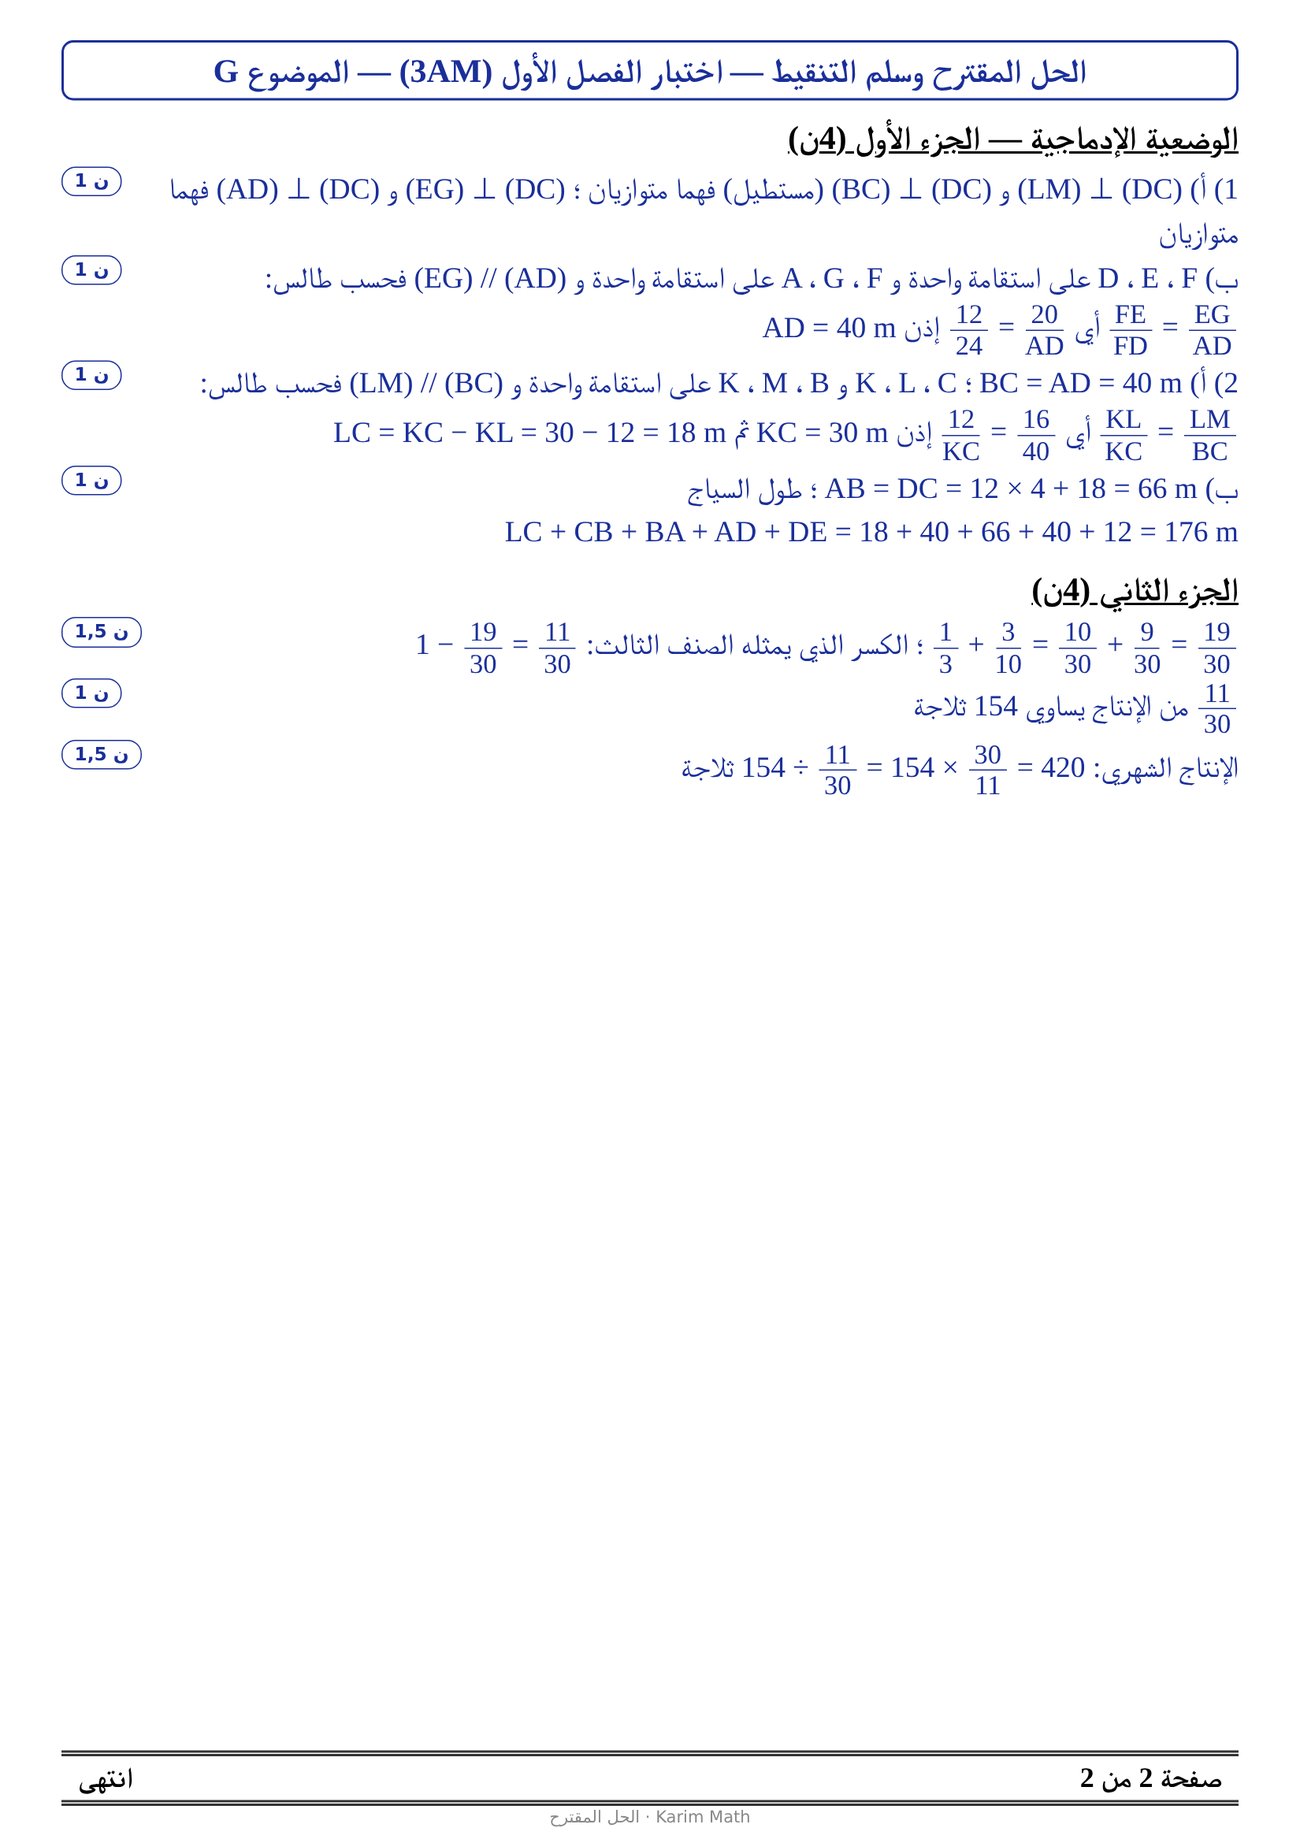 الحل المقترح وسلم التنقيط — اختبار الفصل الأول (3AM) — الموضوع G
الوضعية الإدماجية — الجزء الأول (4ن)
1) أ) (LM) ⊥ (DC) و (BC) ⊥ (DC) (مستطيل) فهما متوازيان ؛ (EG) ⊥ (DC) و (AD) ⊥ (DC) فهما 1 ن
متوازيان
ب) D ، E ، F على استقامة واحدة و A ، G ، F على استقامة واحدة و (EG) // (AD) فحسب طالس: 1 ن
EG/AD = FE/FD أي 20/AD = 12/24 إذن AD = 40 m
2) أ) BC = AD = 40 m ؛ K ، L ، C و K ، M ، B على استقامة واحدة و (LM) // (BC) فحسب طالس: 1 ن
LM/BC = KL/KC أي 16/40 = 12/KC إذن KC = 30 m ثم LC = KC − KL = 30 − 12 = 18 m
ب) AB = DC = 12 × 4 + 18 = 66 m ؛ طول السياج 1 ن
LC + CB + BA + AD + DE = 18 + 40 + 66 + 40 + 12 = 176 m
الجزء الثاني (4ن)
1/3 + 3/10 = 10/30 + 9/30 = 19/30 ؛ الكسر الذي يمثله الصنف الثالث: 1 − 19/30 = 11/30 1,5 ن
11/30 من الإنتاج يساوي 154 ثلاجة 1 ن
الإنتاج الشهري: 154 ÷ 11/30 = 154 × 30/11 = 420 ثلاجة 1,5 ن
صفحة 2 من 2 انتهى
Karim Math · الحل المقترح